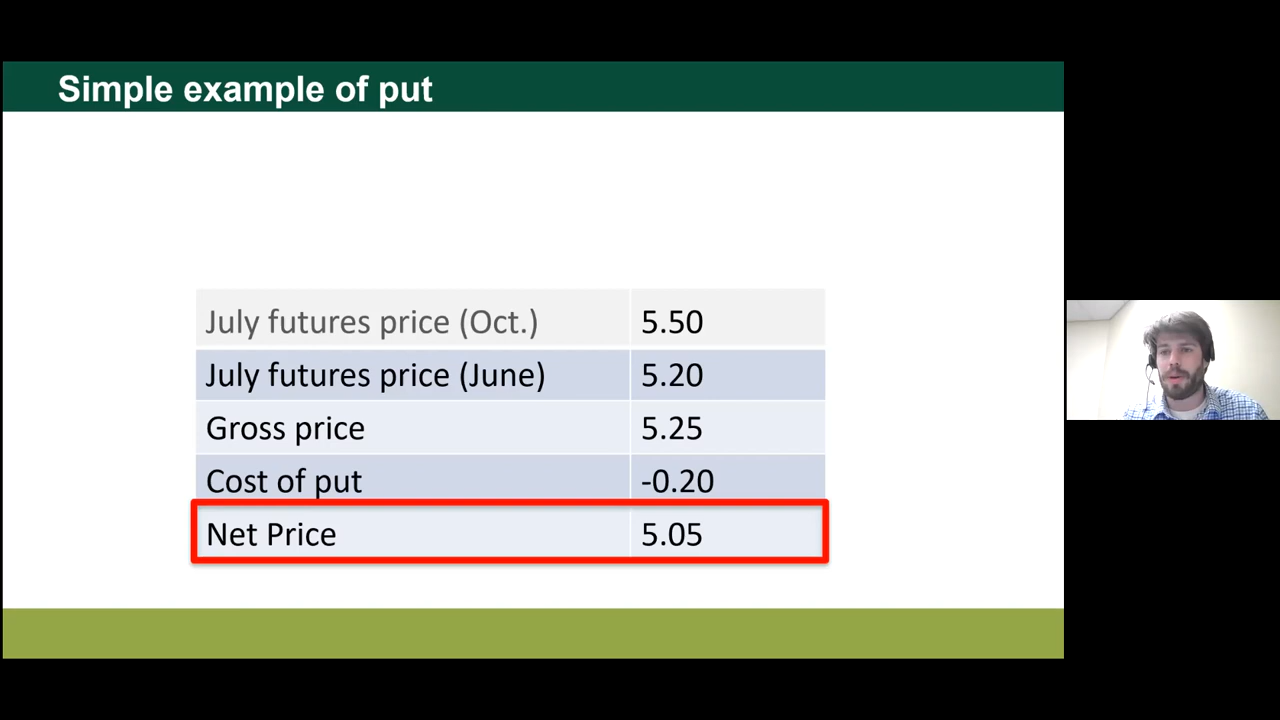 Simple example of put
July futures price (Oct.) 5.50
July futures price (June) 5.20
Gross price 5.25
Cost of put -0.20
Net Price 5.05